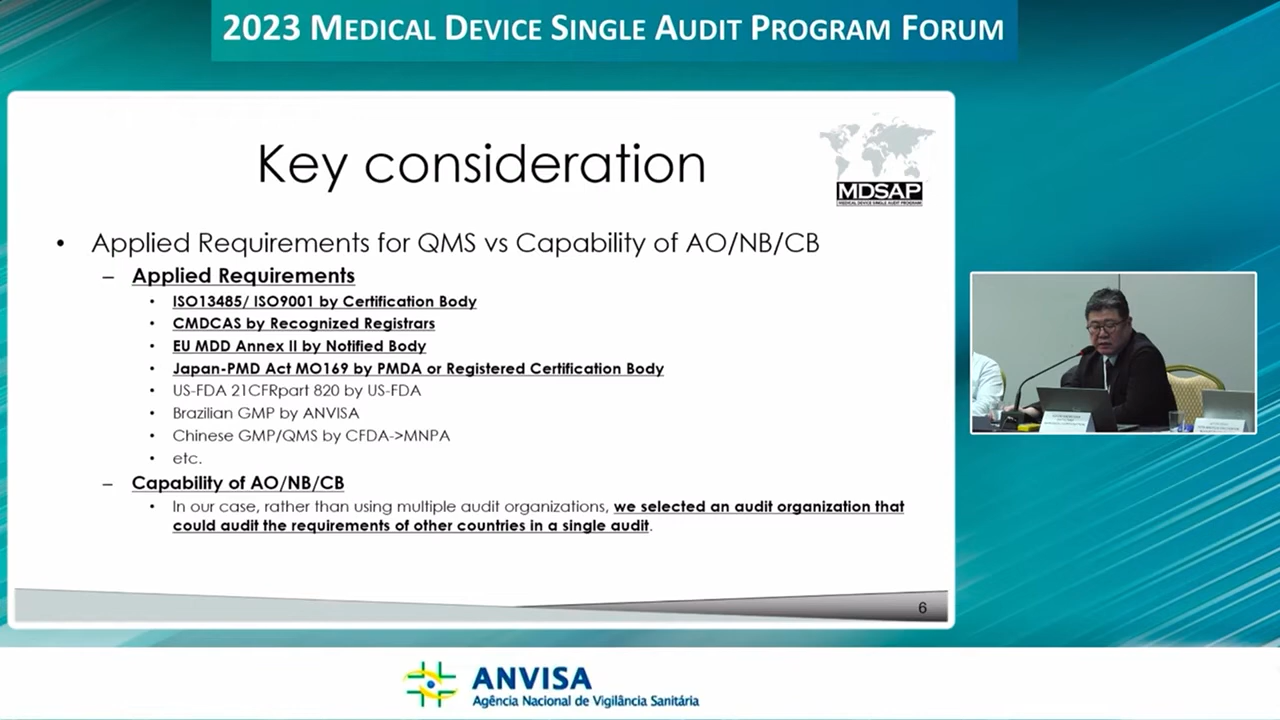 2023 MEDICAL DEVICE SINGLE AUDIT PROGRAM FORUM
Key consideration
MDSAP
MEDICAL DEVICE SINGLE AUDIT PROGRAM
• Applied Requirements for QMS vs Capability of AO/NB/CB
– Applied Requirements
• ISO13485/ ISO9001 by Certification Body
• CMDCAS by Recognized Registrars
• EU MDD Annex II by Notified Body
• Japan-PMD Act MO169 by PMDA or Registered Certification Body
• US-FDA 21CFRpart 820 by US-FDA
• Brazilian GMP by ANVISA
• Chinese GMP/QMS by CFDA->MNPA
• etc.
– Capability of AO/NB/CB
• In our case, rather than using multiple audit organizations, we selected an audit organization that
could audit the requirements of other countries in a single audit.
6
ANVISA
Agência Nacional de Vigilância Sanitária